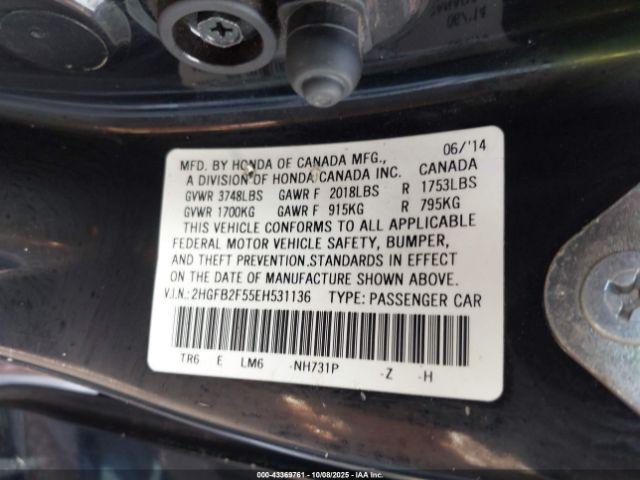 06/'14
MFD. BY HONDA OF CANADA MFG.,
A DIVISION OF HONDA CANADA INC. CANADA
GVWR 3748LBS GAWR F 2018LBS R 1753LBS
GVWR 1700KG GAWR F 915KG R 795KG
THIS VEHICLE CONFORMS TO ALL APPLICABLE
FEDERAL MOTOR VEHICLE SAFETY, BUMPER,
AND THEFT PREVENTION.STANDARDS IN EFFECT
ON THE DATE OF MANUFACTURE SHOWN ABOVE.
V.I.N.: 2HGFB2F55EH531136 TYPE: PASSENGER CAR
TR6 E LM6 -NH731P -Z -H
000-43369761 - 10/08/2025 - IAAI.COM